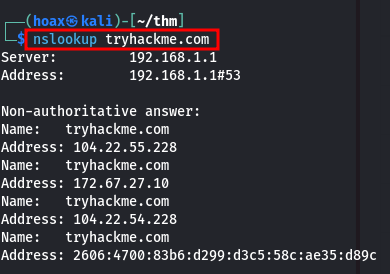 (hoax㉿kali)-[~/thm]
$ nslookup tryhackme.com
Server: 192.168.1.1
Address: 192.168.1.1#53
Non-authoritative answer:
Name: tryhackme.com
Address: 104.22.55.228
Name: tryhackme.com
Address: 172.67.27.10
Name: tryhackme.com
Address: 104.22.54.228
Name: tryhackme.com
Address: 2606:4700:83b6:d299:d3c5:58c:ae35:d89c